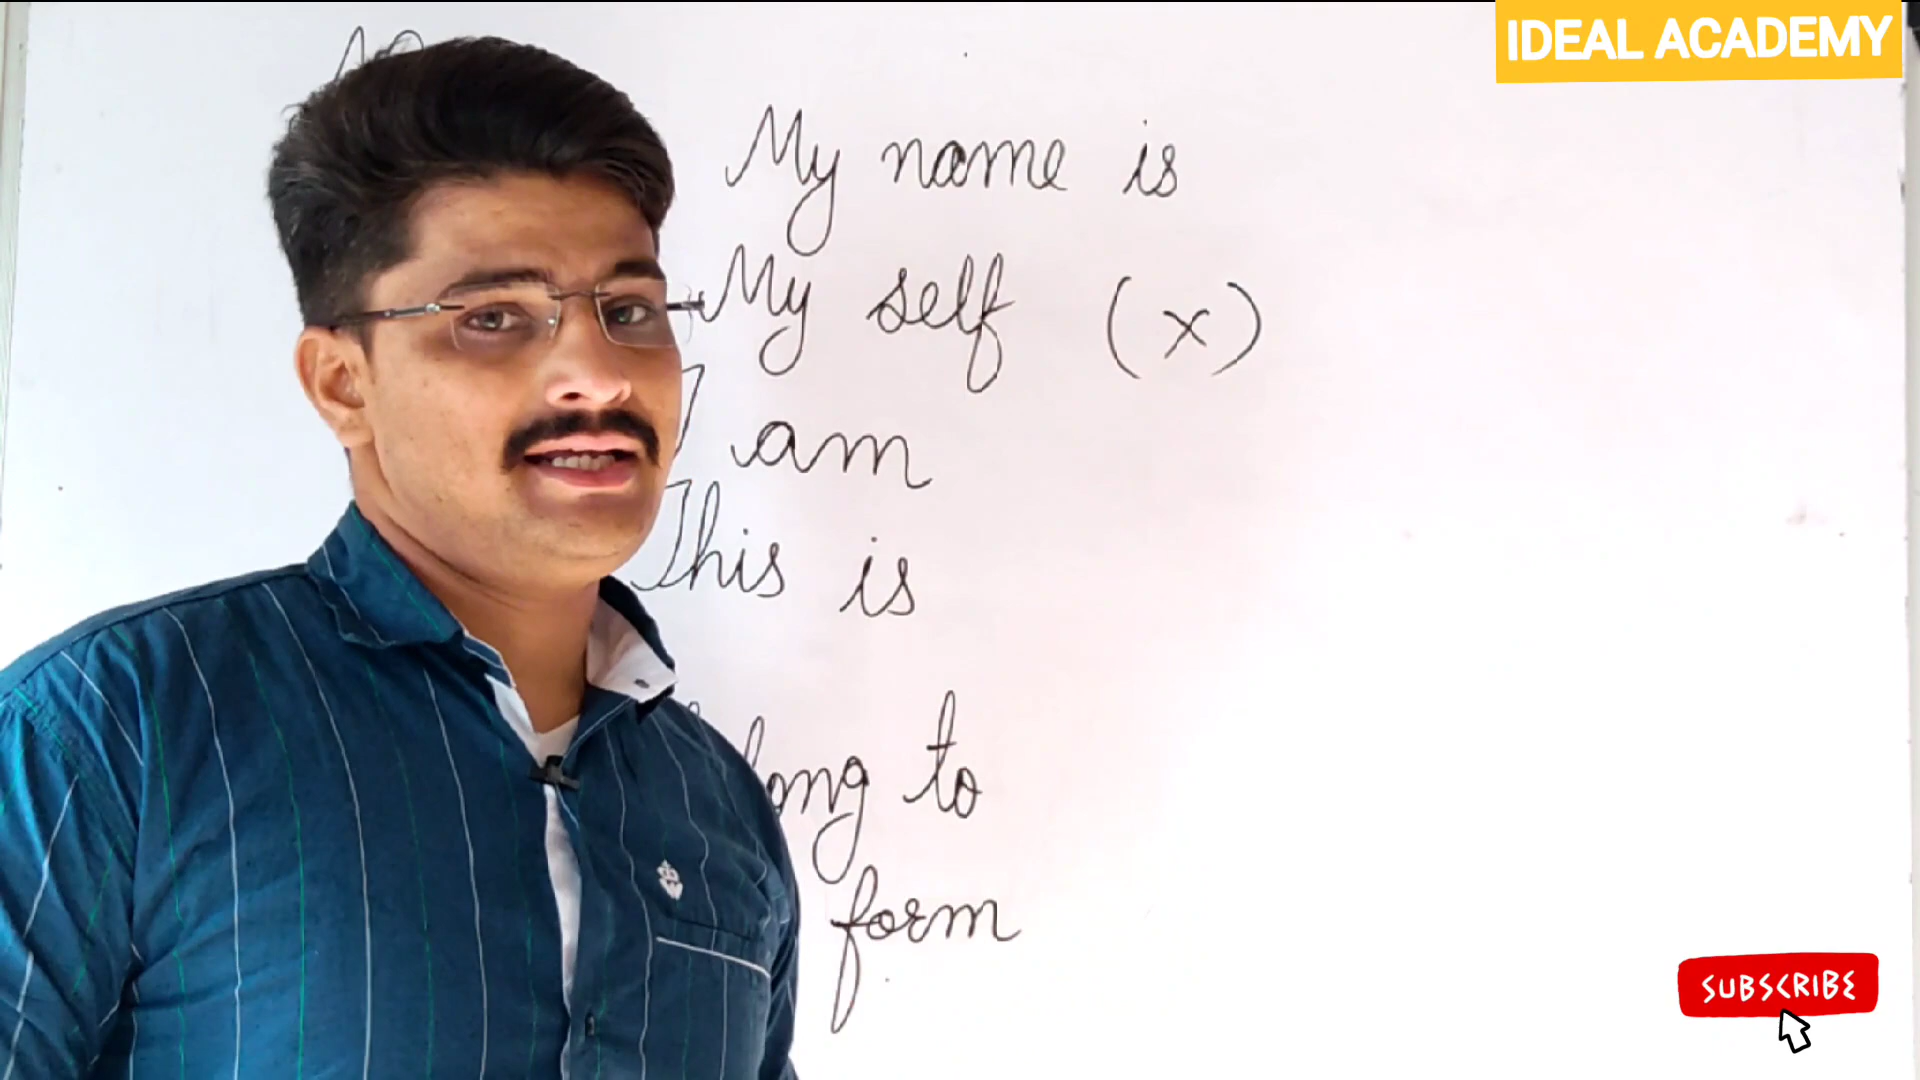 IDEAL ACADEMY
My name is
My self (x)
I am
This is
long to
form
SUBSCRIBE